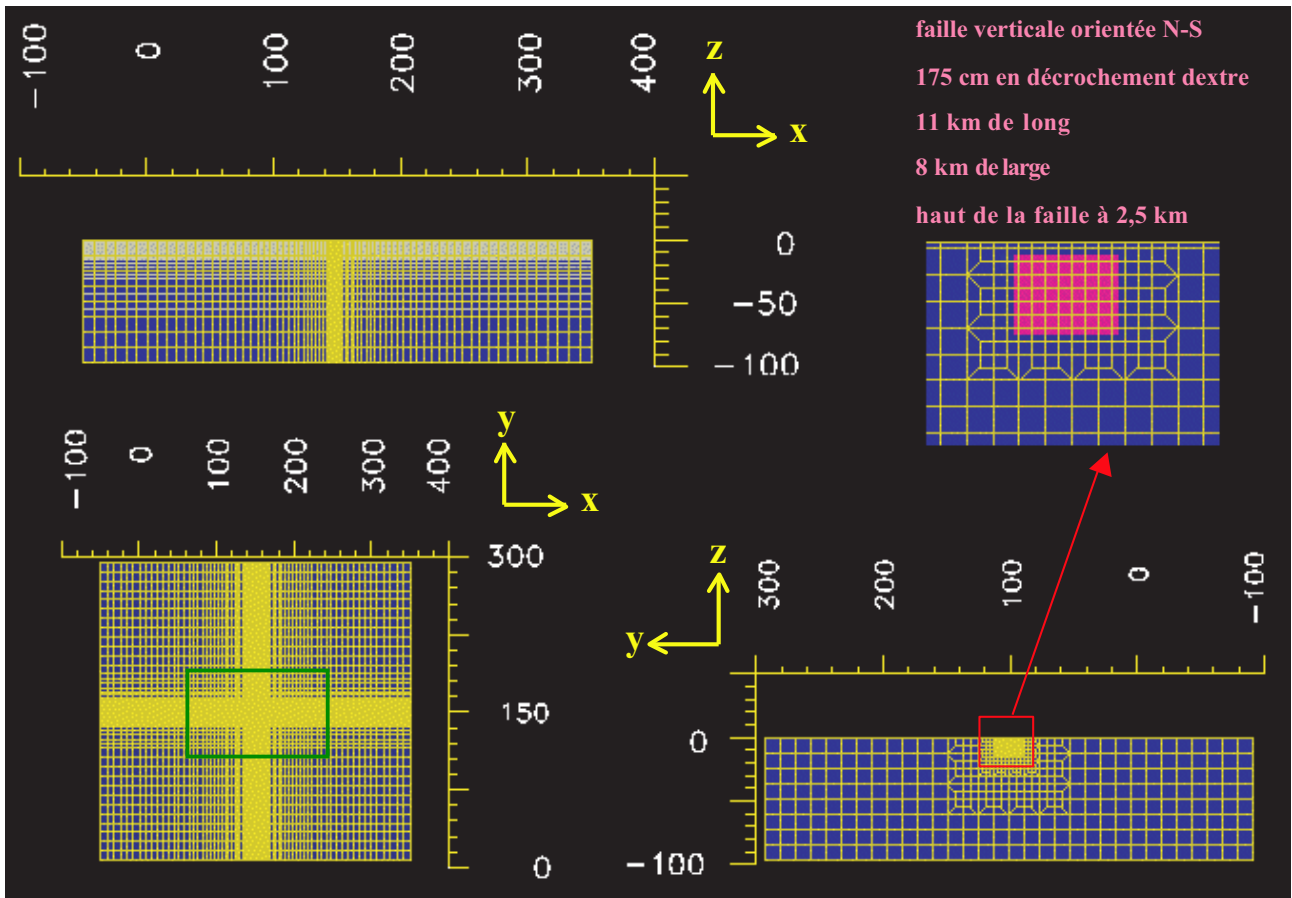 -100 0 100 200 300 400
z
x
0
-50
-100
faille verticale orientée N-S
175 cm en décrochement dextre
11 km de long
8 km de large
haut de la faille à 2,5 km
-100 0 100 200 300 400
y
x
300
150
0
z
y
300 200 100 0 -100
0
-100